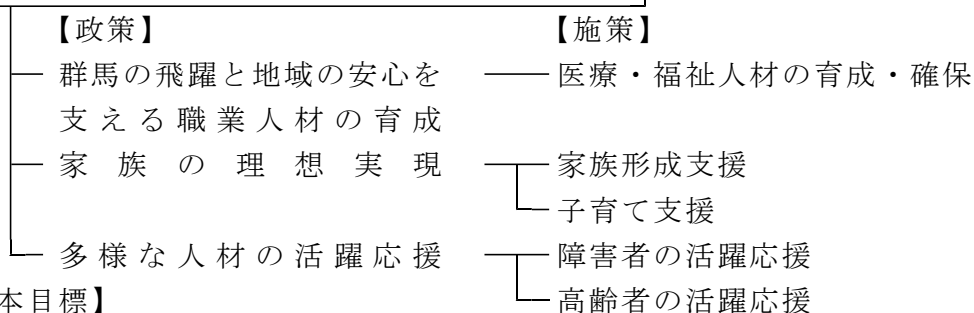 【政策】 【施策】
群馬の飛躍と地域の安心を 医療・福祉人材の育成・確保
支える職業人材の育成
家族の理想実現 家族形成支援
子育て支援
多様な人材の活躍応援 障害者の活躍応援
本目標】 高齢者の活躍応援